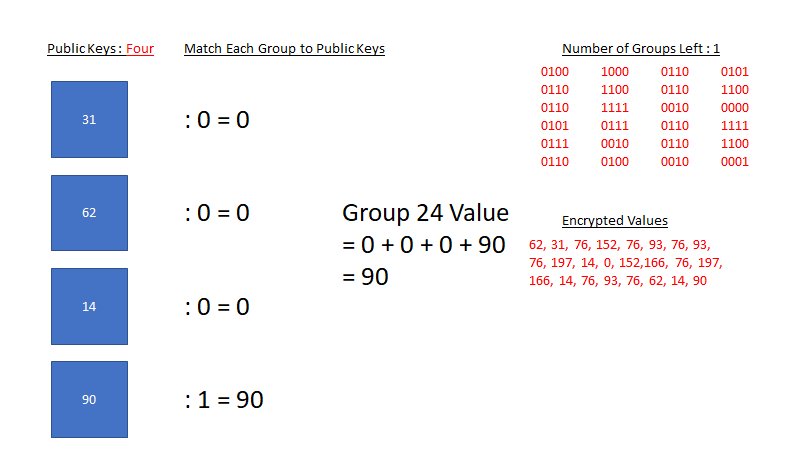 Public Keys : Four
Match Each Group to Public Keys
Number of Groups Left : 1
0100 1000 0110 0101
0110 1100 0110 1100
0110 1111 0010 0000
0101 0111 0110 1111
0111 0010 0110 1100
0110 0100 0010 0001
31
: 0 = 0
62
: 0 = 0
Group 24 Value
= 0 + 0 + 0 + 90
= 90
Encrypted Values
62, 31, 76, 152, 76, 93, 76, 93,
76, 197, 14, 0, 152,166, 76, 197,
166, 14, 76, 93, 76, 62, 14, 90
14
: 0 = 0
90
: 1 = 90